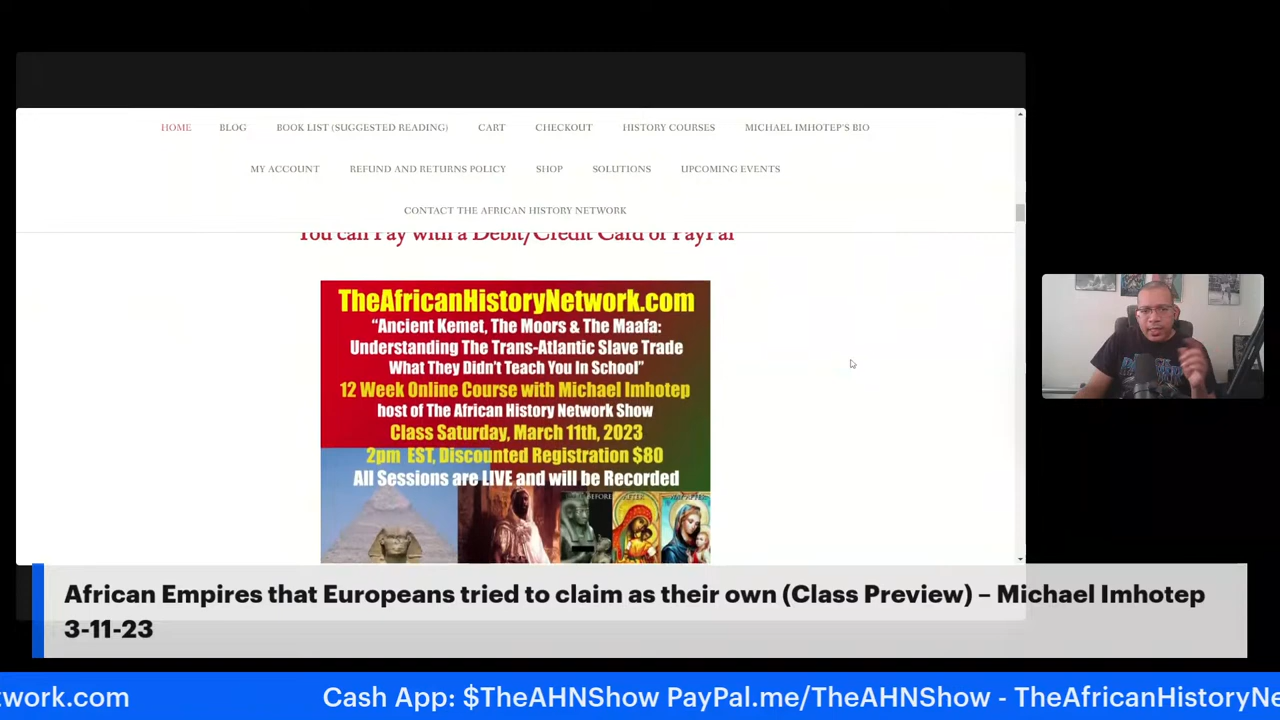 HOME BLOG BOOK LIST (SUGGESTED READING) CART CHECKOUT HISTORY COURSES MICHAEL IMHOTEP'S BIO
MY ACCOUNT REFUND AND RETURNS POLICY SHOP SOLUTIONS UPCOMING EVENTS
CONTACT THE AFRICAN HISTORY NETWORK
You can Pay with a Debit/Credit Card or PayPal
TheAfricanHistoryNetwork.com
“Ancient Kemet, The Moors & The Maafa:
Understanding The Trans-Atlantic Slave Trade
What They Didn't Teach You In School”
12 Week Online Course with Michael Imhotep
host of The African History Network Show
Class Saturday, March 11th, 2023
2pm EST, Discounted Registration $80
All Sessions are LIVE and will be Recorded
BEFORE AFTER
African Empires that Europeans tried to claim as their own (Class Preview) – Michael Imhotep
3-11-23
twork.com Cash App: $TheAHNShow PayPal.me/TheAHNShow - TheAfricanHistoryNe